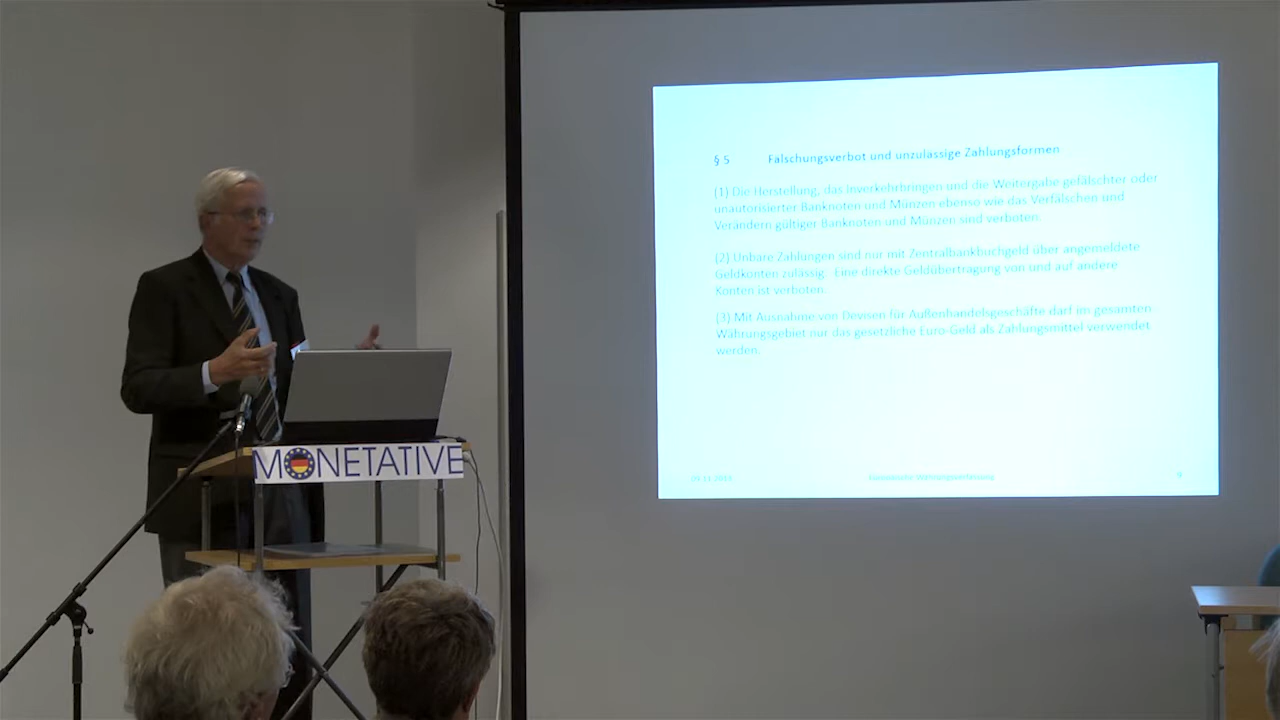 § 5 Fälschungsverbot und unzulässige Zahlungsformen
(1) Die Herstellung, das Inverkehrbringen und die Weitergabe gefälschter oder
unautorisierter Banknoten und Münzen ebenso wie das Verfälschen und
Verändern gültiger Banknoten und Münzen sind verboten.
(2) Unbare Zahlungen sind nur mit Zentralbankbuchgeld über angemeldete
Geldkonten zulässig. Eine direkte Geldübertragung von und auf andere
Konten ist verboten.
(3) Mit Ausnahme von Devisen für Außenhandelsgeschäfte darf im gesamten
Währungsgebiet nur das gesetzliche Euro-Geld als Zahlungsmittel verwendet
werden.
9
MONETATIVE